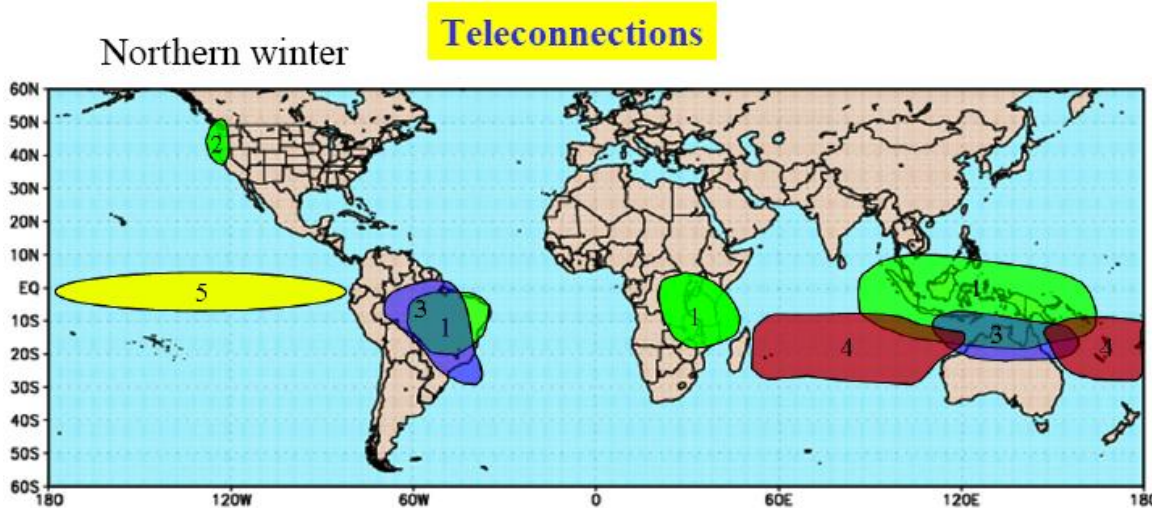 Teleconnections
Northern winter
60N
50N
40N
30N
20N
10N
EQ
10S
20S
30S
40S
50S
60S
2
5
3
1
1
1
3
4
4
180
120W
60W
0
60E
120E
180